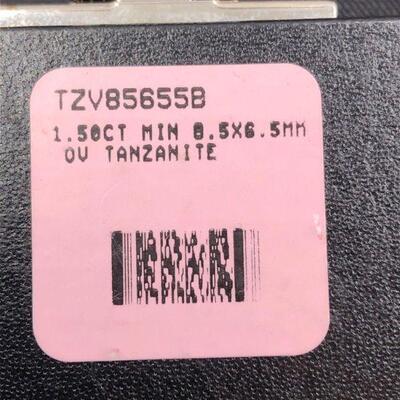 TZV85655B
1.50CT MIN 8.5X6.5MM
OV TANZANITE